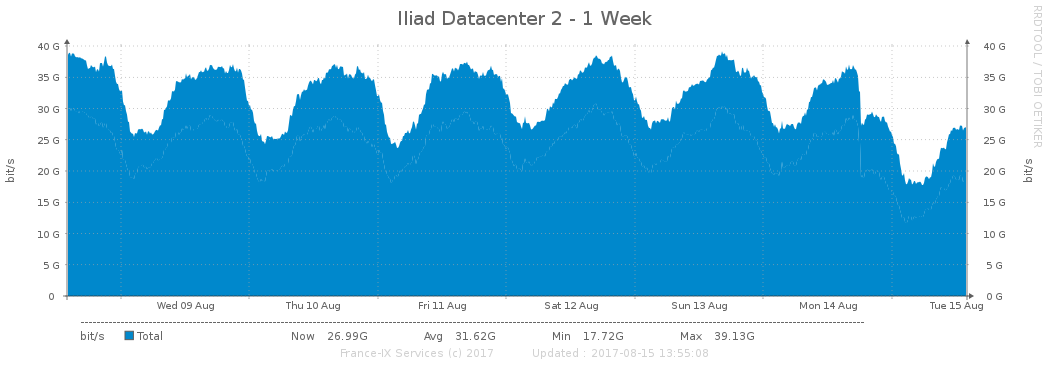 Iliad Datacenter 2 - 1 Week
RRDTOOL / TOBI OETIKER
40 G 40 G
35 G 35 G
30 G 30 G
25 G 25 G
20 G 20 G
15 G 15 G
10 G 10 G
5 G 5 G
0 0 G
bit/s
bit/s
Wed 09 Aug Thu 10 Aug Fri 11 Aug Sat 12 Aug Sun 13 Aug Mon 14 Aug Tue 15 Aug
bit/s Total Now 26.99G Avg 31.62G Min 17.72G Max 39.13G
France-IX Services (c) 2017 Updated : 2017-08-15 13:55:08